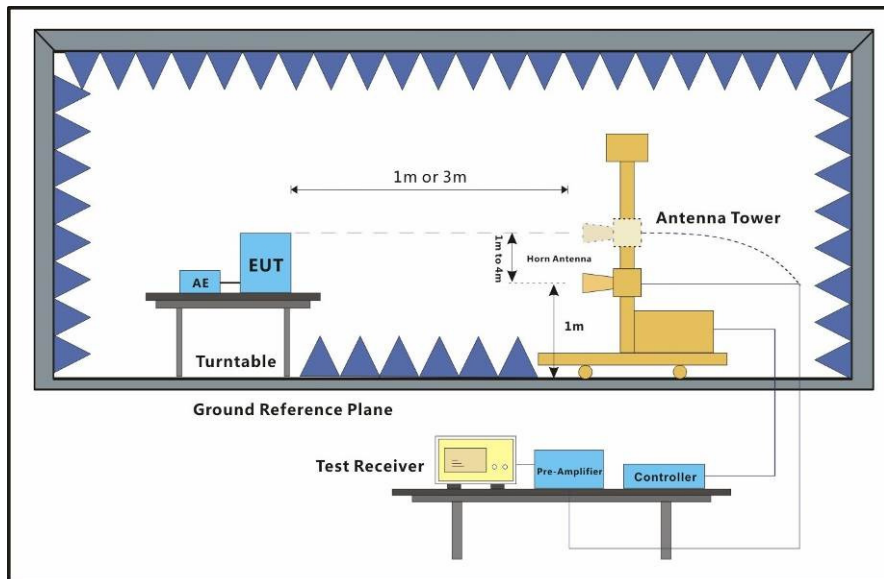 1m or 3m
Antenna Tower
1m to 4m
Horn Antenna
EUT
AE
1m
Turntable
Ground Reference Plane
Test Receiver
Pre-Amplifier
Controller